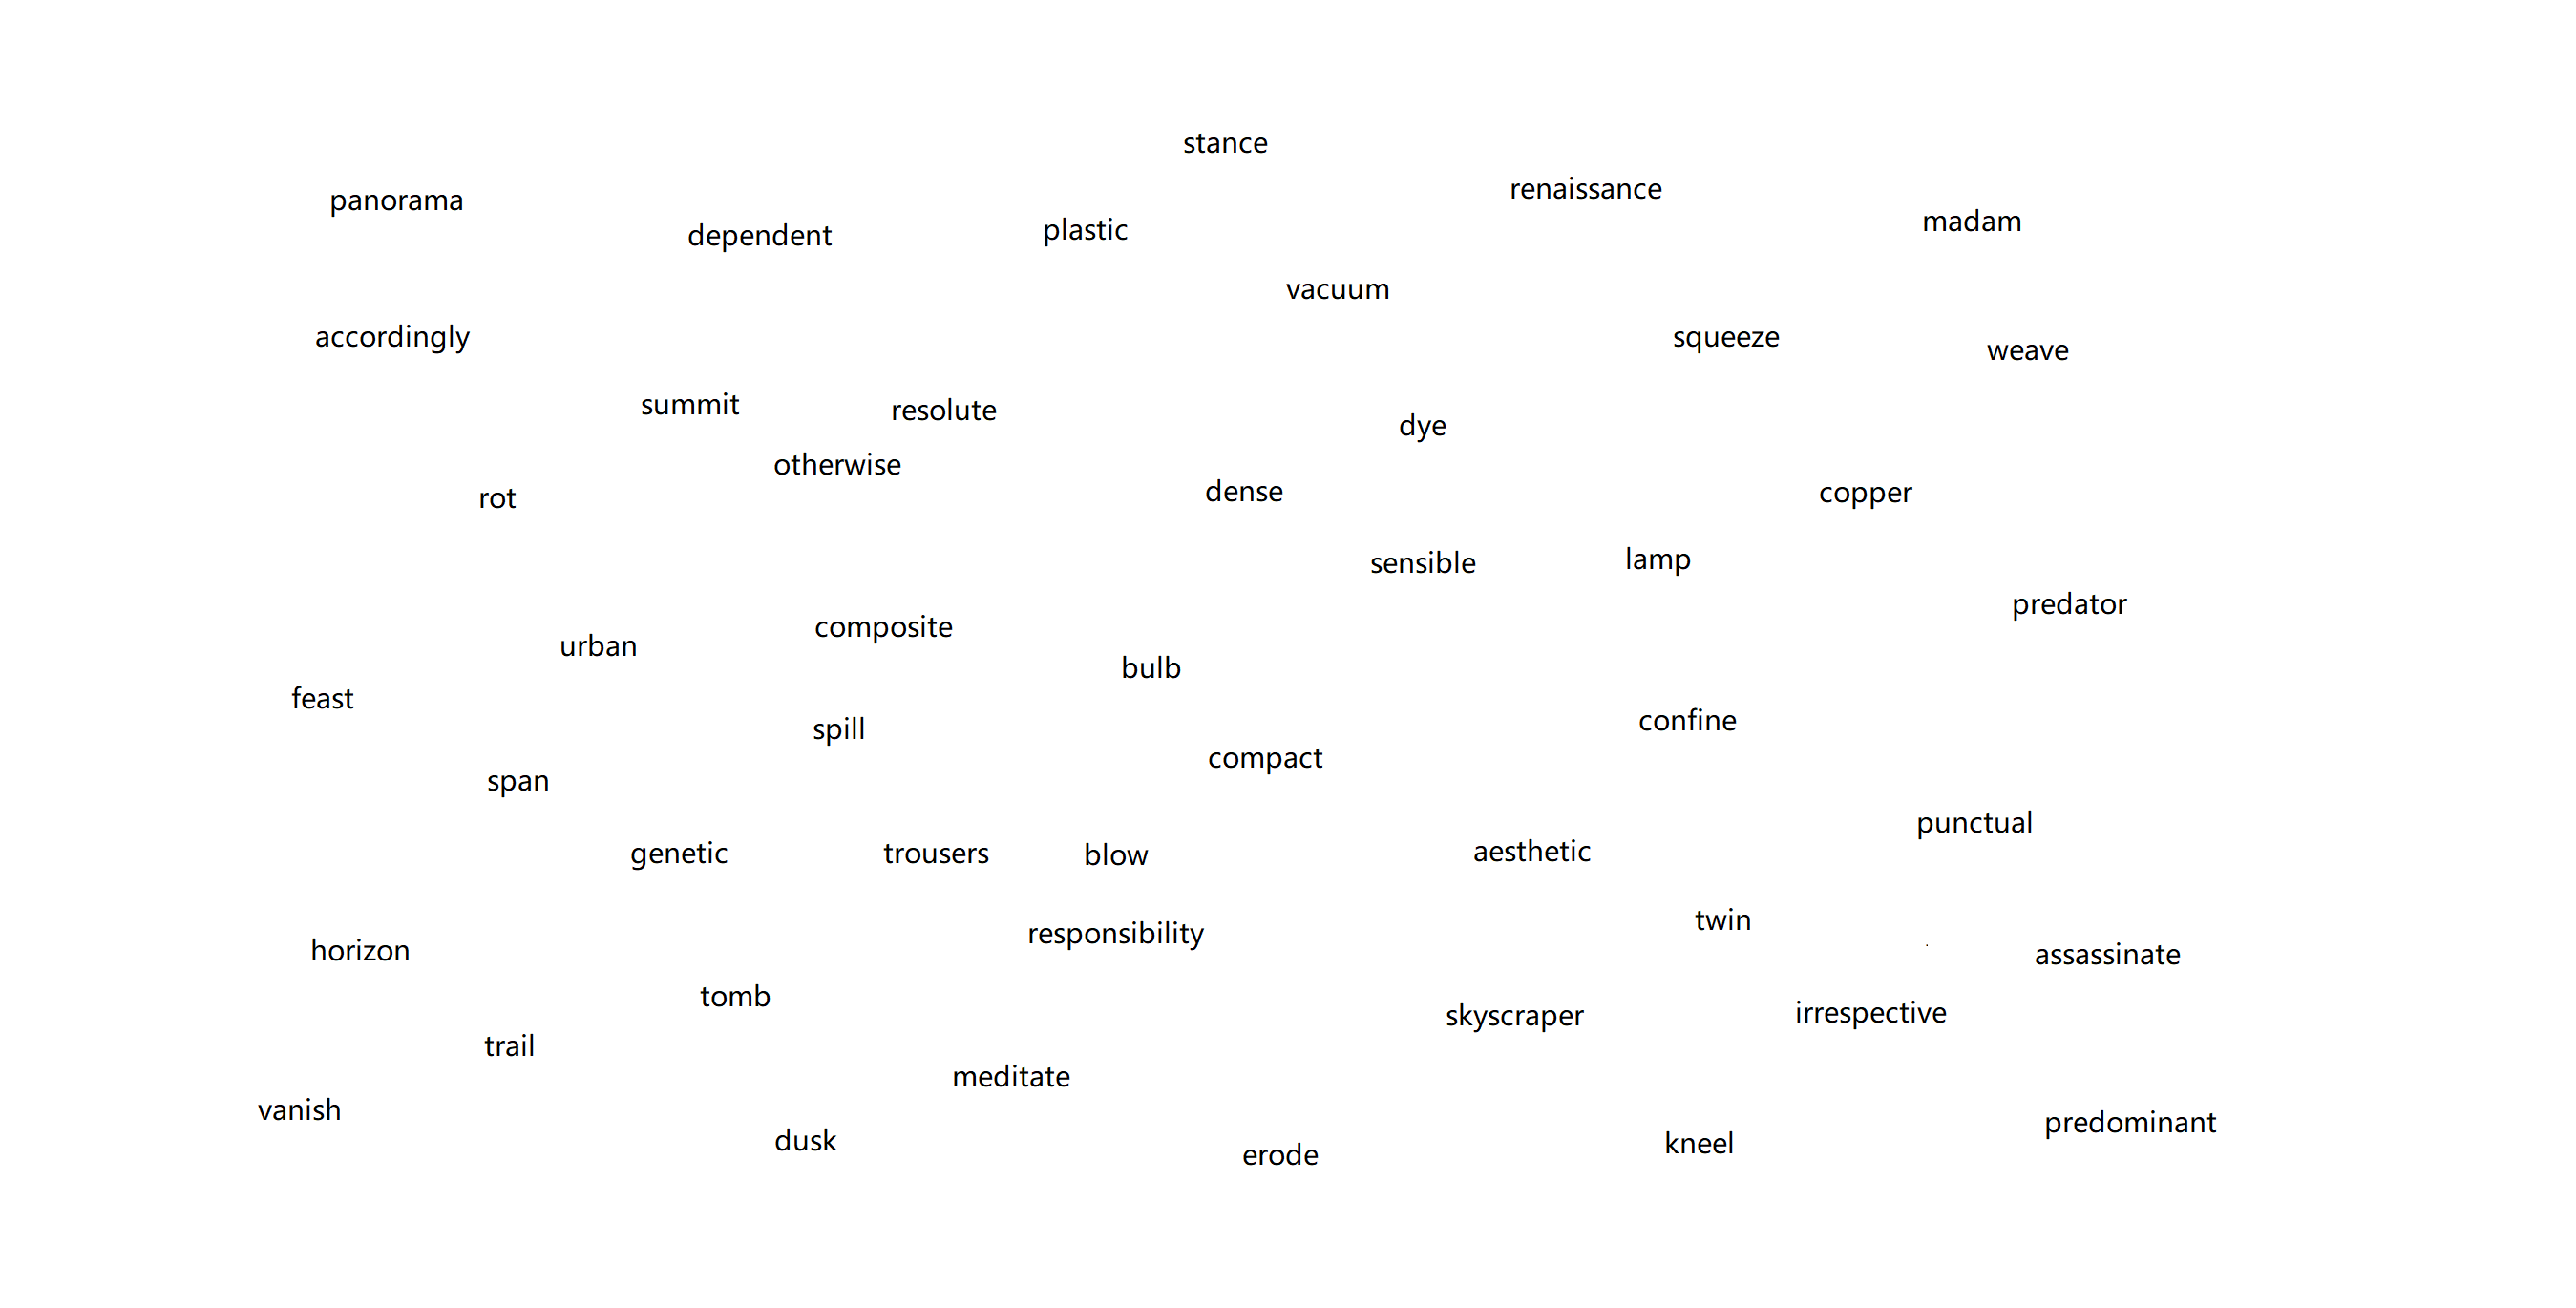 stance
renaissance
panorama
madam
dependent
plastic
vacuum
accordingly
squeeze
weave
summit
resolute
dye
otherwise
rot
dense
copper
sensible
lamp
predator
composite
urban
bulb
feast
confine
spill
compact
span
punctual
genetic
trousers
blow
aesthetic
twin
responsibility
horizon
assassinate
tomb
skyscraper
irrespective
trail
meditate
vanish
predominant
dusk
kneel
erode